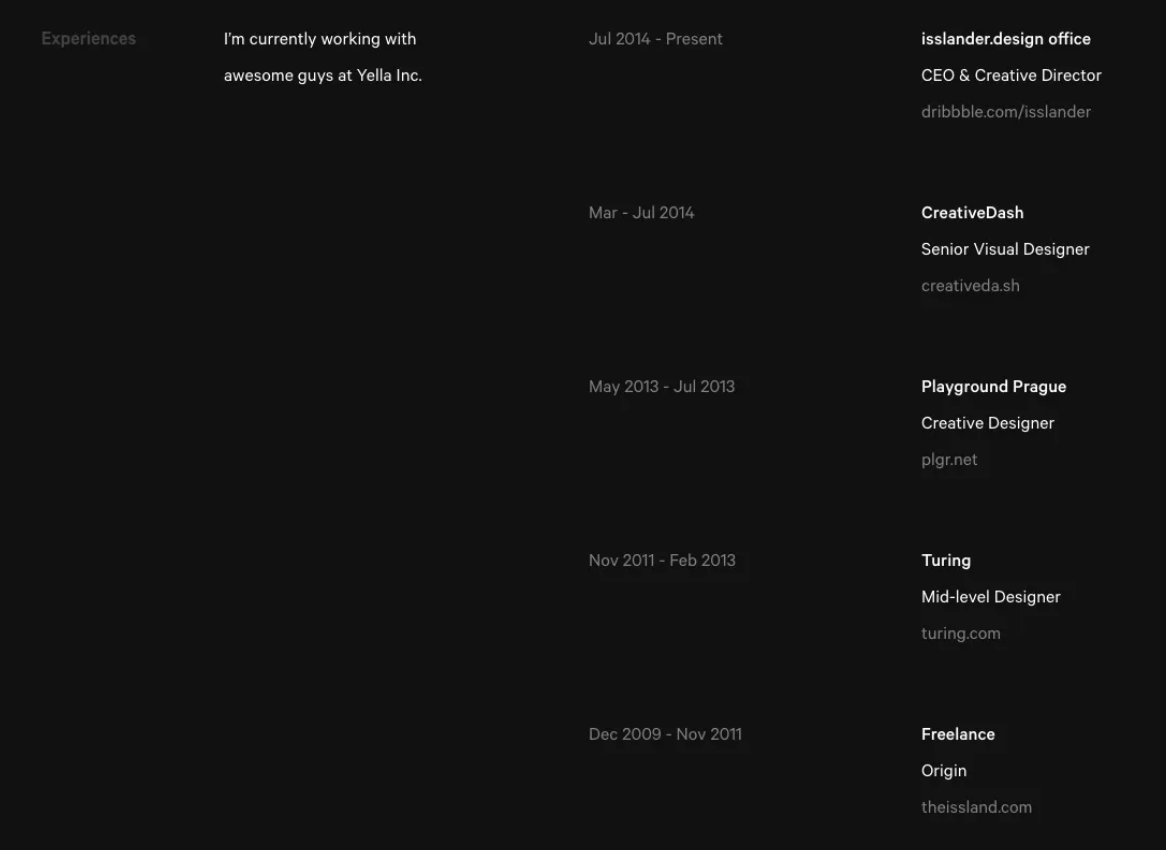 Experiences
I'm currently working with
awesome guys at Yella Inc.
Jul 2014 - Present
isslander.design office
CEO & Creative Director
dribbble.com/isslander
Mar - Jul 2014
CreativeDash
Senior Visual Designer
creativeda.sh
May 2013 - Jul 2013
Playground Prague
Creative Designer
plgr.net
Nov 2011 - Feb 2013
Turing
Mid-level Designer
turing.com
Dec 2009 - Nov 2011
Freelance
Origin
theissland.com